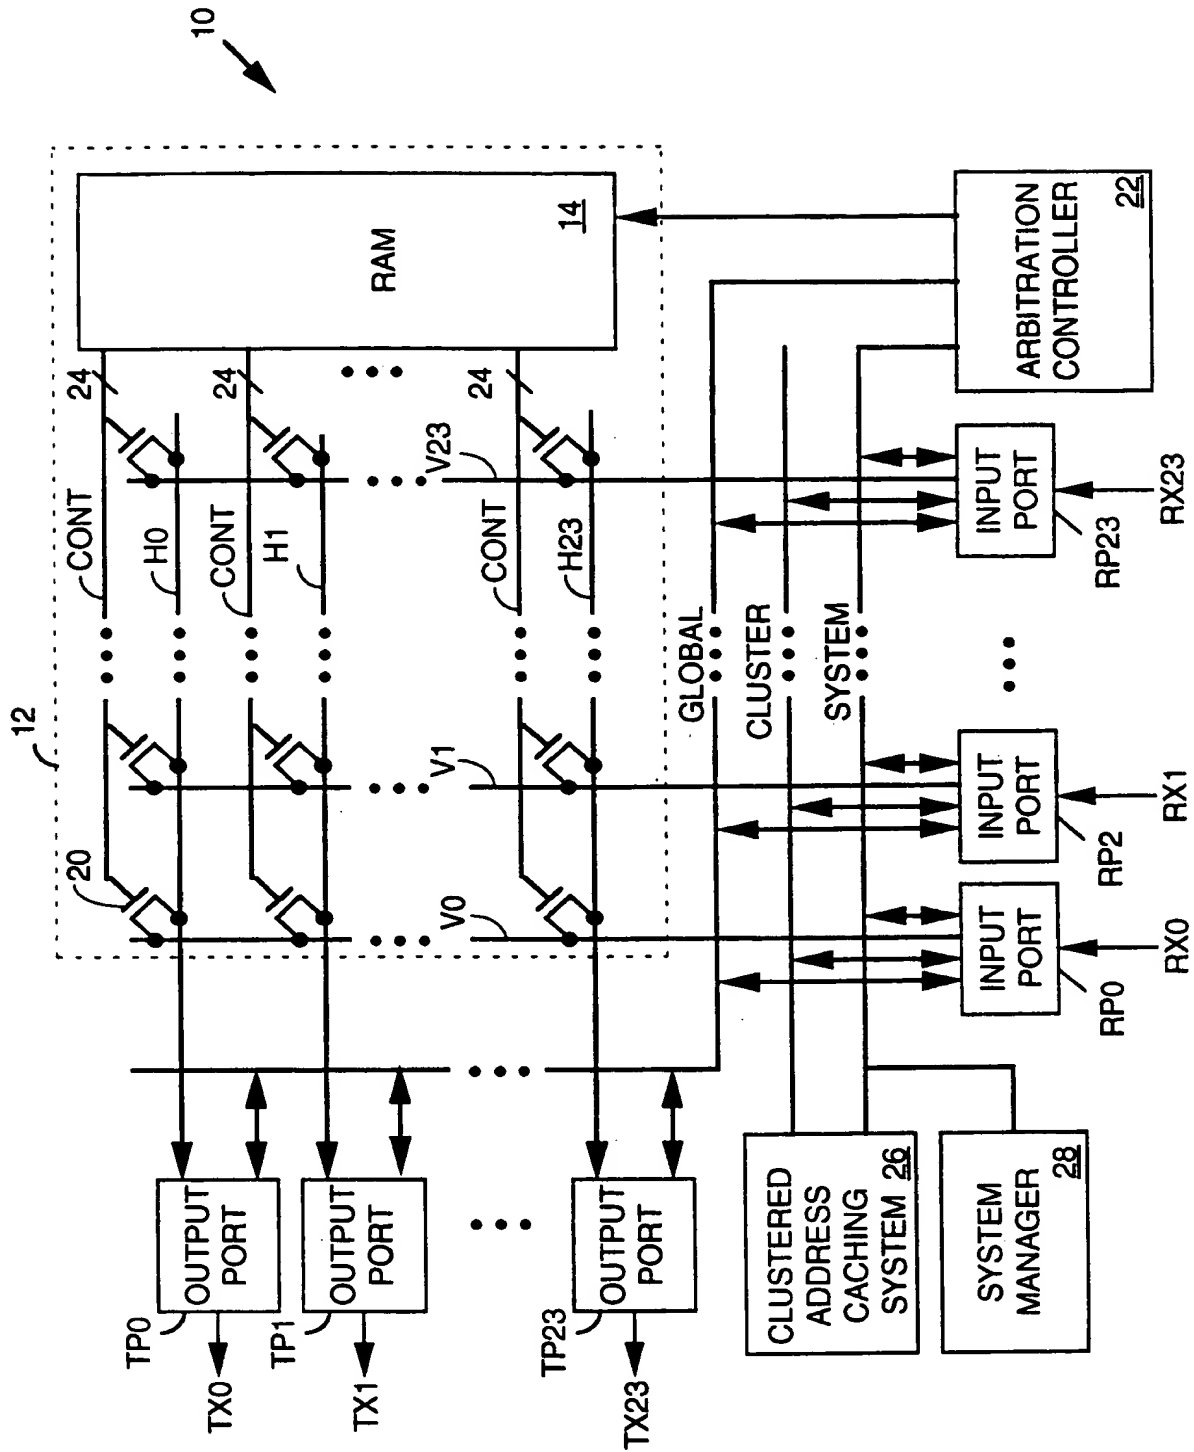 12
20
CONT
24
TP0
H0
OUTPUT
PORT
10
TX0
CONT
24
TP1
H1
OUTPUT
PORT
TX1
RAM
14
V0
V1
V23
CONT
24
TP23
H23
OUTPUT
PORT
TX23
GLOBAL
CLUSTER
SYSTEM
CLUSTERED
ADDRESS
CACHING
SYSTEM 26
SYSTEM
MANAGER
28
INPUT
PORT
INPUT
PORT
INPUT
PORT
ARBITRATION
CONTROLLER
22
RP0
RP2
RP23
RX0
RX1
RX23